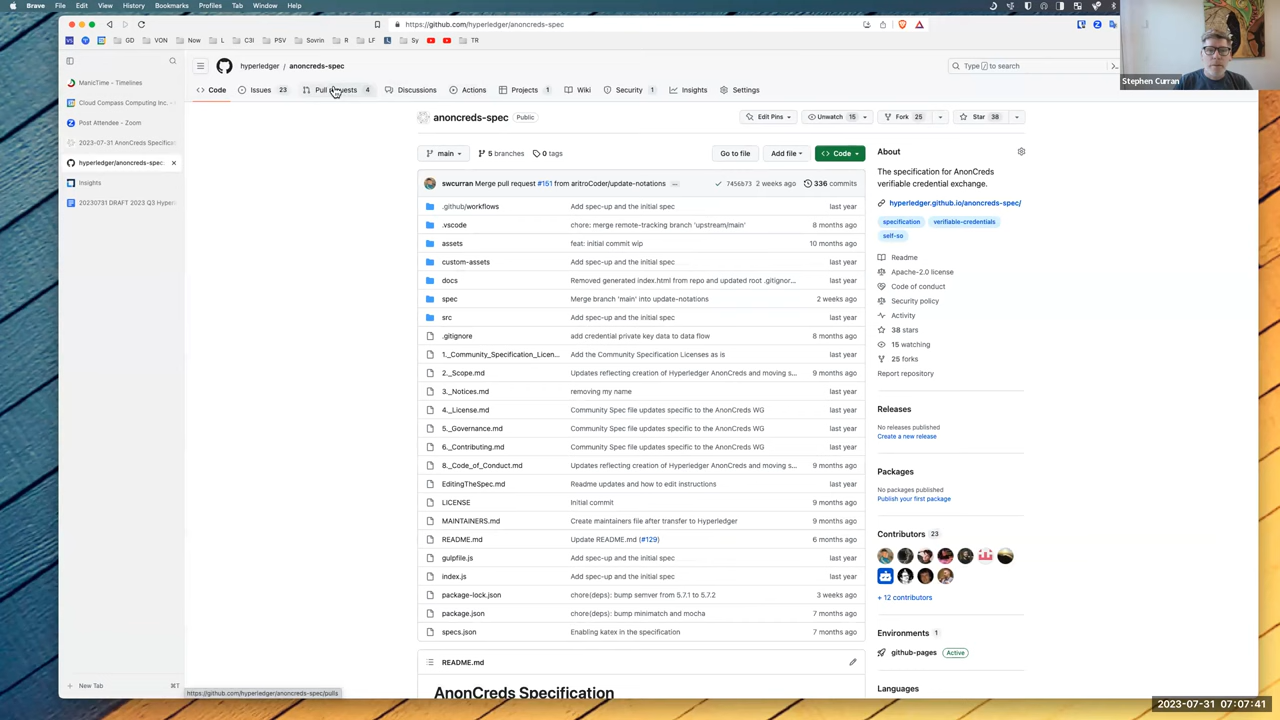 Brave File Edit View History Bookmarks Profiles Tab Window Help
https://github.com/hyperledger/anoncreds-spec
GD VON Now L C3I PSV Sovrin R LF Sy TR
hyperledger / anoncreds-spec
Type / to search
Stephen Curran
ManicTime - Timelines
Cloud Compass Computing Inc. -
Post Attendee - Zoom
2023-07-31 AnonCreds Specifica
hyperledger/anoncreds-spec:
Insights
20230731 DRAFT 2023 Q3 Hyperl
Code Issues 23 Pull requests 4 Discussions Actions Projects 1 Wiki Security 1 Insights Settings
anoncreds-spec Public
Edit Pins Unwatch 15 Fork 25 Star 38
main 5 branches 0 tags
Go to file Add file Code
swcurran Merge pull request #151 from aritroCoder/update-notations ... 7456b73 2 weeks ago 336 commits
.github/workflows Add spec-up and the initial spec last year
.vscode chore: merge remote-tracking branch 'upstream/main' 8 months ago
assets feat: initial commit wip 10 months ago
custom-assets Add spec-up and the initial spec last year
docs Removed generated index.html from repo and updated root .gitignor... 8 months ago
spec Merge branch 'main' into update-notations 2 weeks ago
src Add spec-up and the initial spec last year
.gitignore add credential private key data to data flow 8 months ago
1._Community_Specification_Licen... Add the Community Specification Licenses as is last year
2._Scope.md Updates reflecting creation of Hyperledger AnonCreds and moving s... 9 months ago
3._Notices.md removing my name last year
4._License.md Community Spec file updates specific to the AnonCreds WG last year
5._Governance.md Community Spec file updates specific to the AnonCreds WG last year
6._Contributing.md Community Spec file updates specific to the AnonCreds WG last year
8._Code_of_Conduct.md Updates reflecting creation of Hyperledger AnonCreds and moving s... 9 months ago
EditingTheSpec.md Readme updates and how to edit instructions last year
LICENSE Initial commit 9 months ago
MAINTAINERS.md Create maintainers file after transfer to Hyperledger 9 months ago
README.md Update README.md (#129) 6 months ago
gulpfile.js Add spec-up and the initial spec last year
index.js Add spec-up and the initial spec last year
package-lock.json chore(deps): bump semver from 5.7.1 to 5.7.2 3 weeks ago
package.json chore(deps): bump minimatch and mocha 7 months ago
specs.json Enabling katex in the specification 7 months ago
README.md
AnonCreds Specification
About
The specification for AnonCreds
verifiable credential exchange.
hyperledger.github.io/anoncreds-spec/
specification verifiable-credentials
self-so
Readme
Apache-2.0 license
Code of conduct
Security policy
Activity
38 stars
15 watching
25 forks
Report repository
Releases
No releases published
Create a new release
Packages
No packages published
Publish your first package
Contributors 23
+ 12 contributors
Environments 1
github-pages Active
Languages
New Tab ⌘T
https://github.com/hyperledger/anoncreds-spec/pulls
2023-07-31 07:07:41